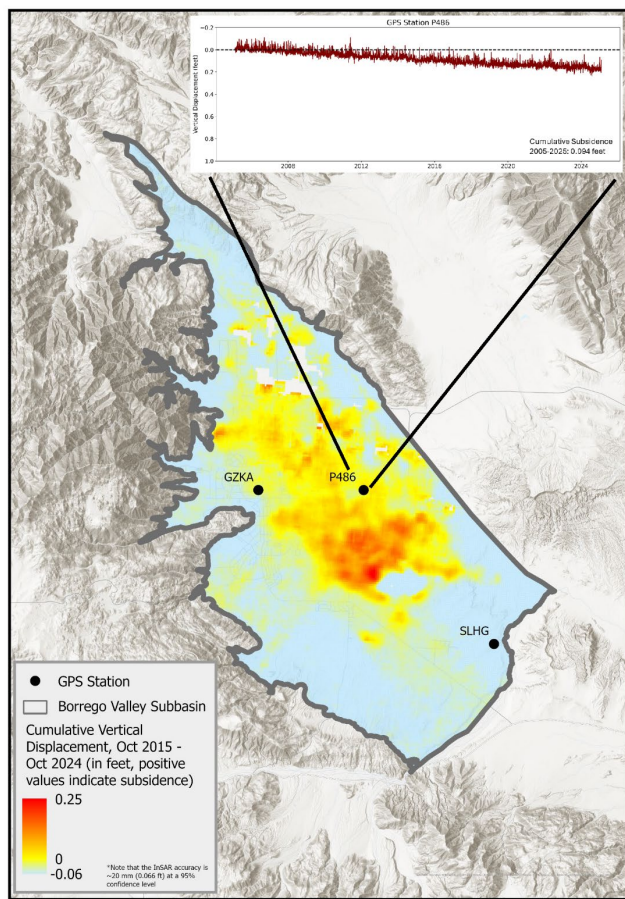 GPS Station P486
Vertical Displacement (feet)
−0.2
0.0
0.2
0.4
0.6
0.8
1.0
2008
2012
2016
2020
2024
Cumulative Subsidence
2005-2025: 0.094 feet
GZKA
P486
SLHG
GPS Station
Borrego Valley Subbasin
Cumulative Vertical
Displacement, Oct 2015 -
Oct 2024 (in feet, positive
values indicate subsidence)
0.25
0
-0.06
*Note that the InSAR accuracy is
~20 mm (0.066 ft) at a 95%
confidence level